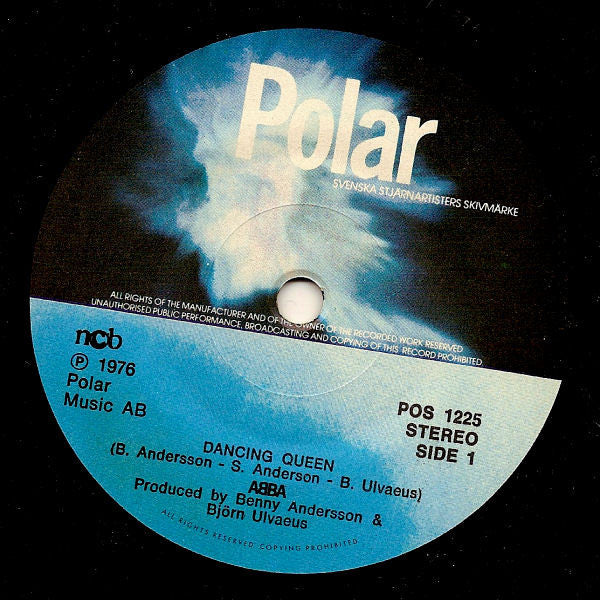 Polar
SVENSKA STJÄRNARTISTERS SKIVMÄRKE
ALL RIGHTS OF THE MANUFACTURER AND OF THE OWNER OF THE RECORDED WORK RESERVED
UNAUTHORISED PUBLIC PERFORMANCE, BROADCASTING AND COPYING OF THIS RECORD PROHIBITED
ncb
Ⓟ 1976
Polar
Music AB
POS 1225
STEREO
SIDE 1
DANCING QUEEN
(B. Andersson - S. Anderson - B. Ulvaeus)
ABBA
Produced by Benny Andersson &
Björn Ulvaeus
ALL RIGHTS RESERVED. COPYING PROHIBITED.